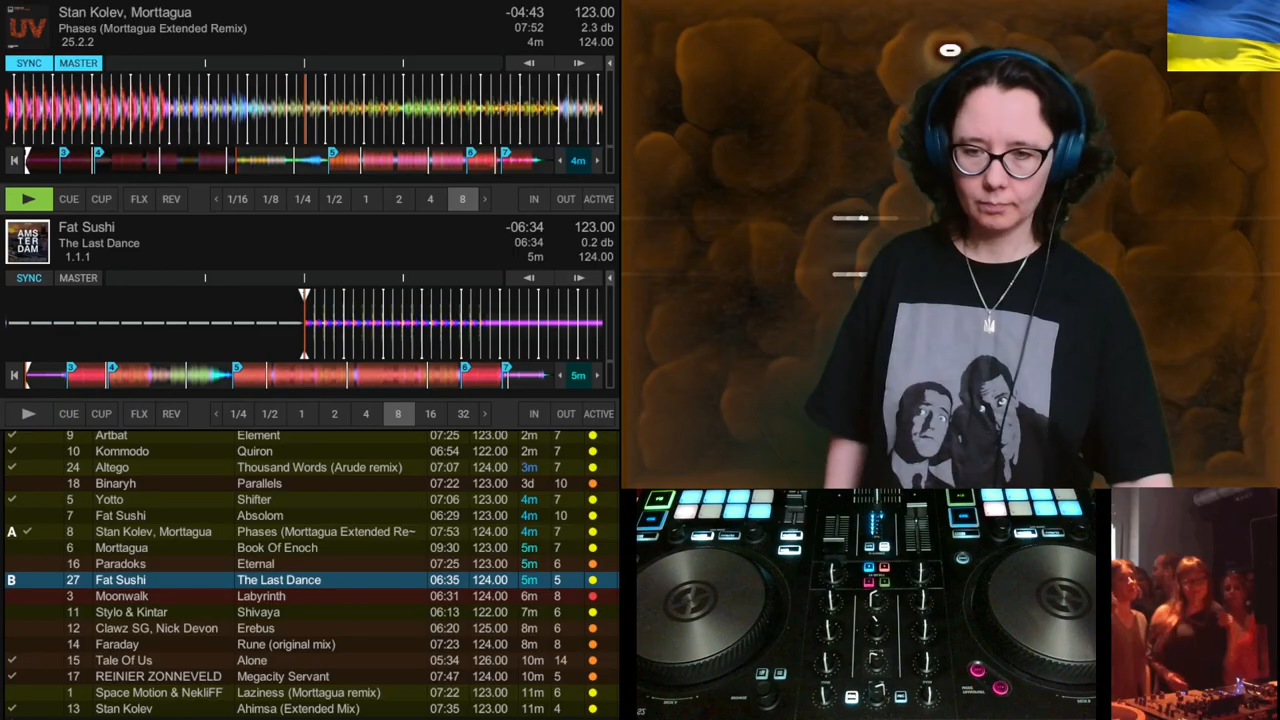 Stan Kolev, Morttagua -04:43 123.00
Phases (Morttagua Extended Remix) 07:52 2.3 db
25.2.2 4m 124.00
SYNC MASTER
3 4 5 6 7 4m
CUE CUP FLX REV 1/16 1/8 1/4 1/2 1 2 4 8 IN OUT ACTIVE
AMS TER DAM
Fat Sushi -06:34 123.00
The Last Dance 06:34 0.2 db
1.1.1 5m 124.00
SYNC MASTER
3 4 5 6 7 5m
CUE CUP FLX REV 1/4 1/2 1 2 4 8 16 32 IN OUT ACTIVE
9 Artbat Element 07:25 123.00 2m 7
10 Kommodo Quiron 06:54 122.00 2m 7
24 Altego Thousand Words (Arude remix) 07:07 124.00 3m 7
18 Binaryh Parallels 07:22 123.00 3d 10
5 Yotto Shifter 07:06 124.00 4m 7
7 Fat Sushi Absolom 06:29 123.00 4m 10
A 8 Stan Kolev, Morttagua Phases (Morttagua Extended Re~ 07:53 124.00 4m 7
6 Morttagua Book Of Enoch 09:30 123.00 5m 7
16 Paradoks Eternal 07:25 123.00 5m 6
B 27 Fat Sushi The Last Dance 06:35 124.00 5m 5
3 Moonwalk Labyrinth 06:31 124.00 6m 8
11 Stylo & Kintar Shivaya 06:13 122.00 7m 6
12 Clawz SG, Nick Devon Erebus 06:20 125.00 8m 6
14 Faraday Rune (original mix) 07:23 123.00 8m 8
15 Tale Of Us Alone 05:34 126.00 10m 14
17 REINIER ZONNEVELD Megacity Servant 07:47 124.00 10m 5
1 Space Motion & NekliFF Laziness (Morttagua remix) 07:22 123.00 11m 6
13 Stan Kolev Ahimsa (Extended Mix) 07:35 123.00 11m 4